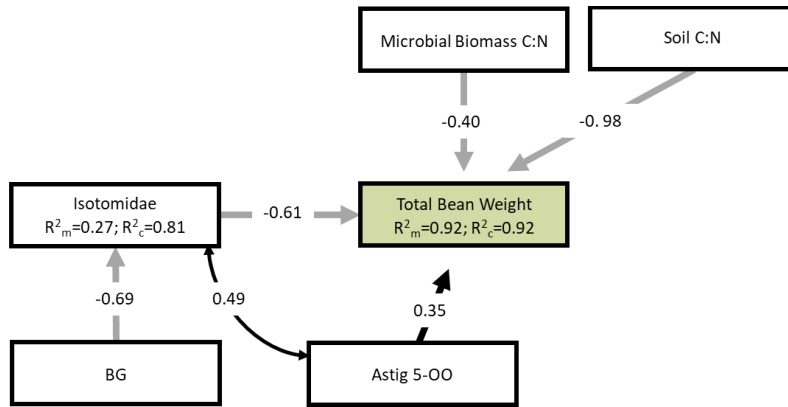 Microbial Biomass C:N
Soil C:N
-0.40
-0.98
Isotomidae
R²m=0.27; R²c=0.81
-0.61
Total Bean Weight
R²m=0.92; R²c=0.92
-0.69
0.49
0.35
BG
Astig 5-OO